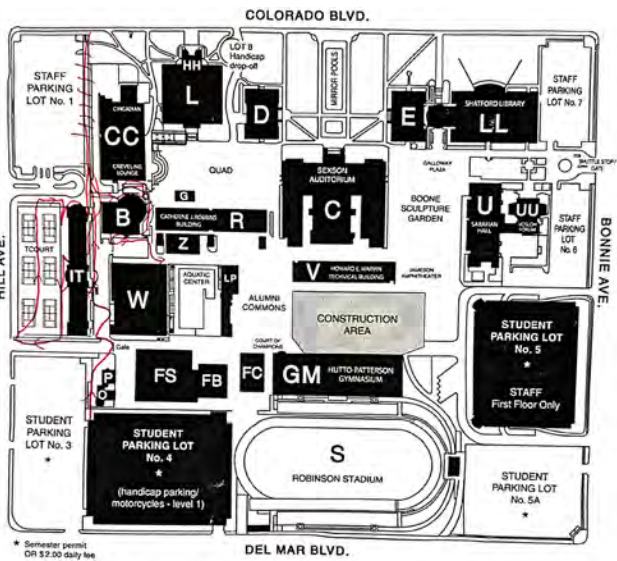 COLORADO BLVD.
STAFF
PARKING
LOT No. 1
CIRCADIAN
CC
CREVELING
LOUNGE
HH
L
LOT 8
Handicap
drop-off
D
MIRROR POOLS
E
SHATFORD LIBRARY
LL
STAFF
PARKING
LOT No. 7
GALLOWAY
PLAZA
SHUTTLE STOP/
GATE
QUAD
SEXSON
AUDITORIUM
C
BOONE
SCULPTURE
GARDEN
U
SARAFIAN
HALL
UU
FORUM
STAFF
PARKING
LOT
No. 6
BONNIE AVE.
HILL AVE.
TCOURT
IT
B
G
CATHERINE J. ROBBINS
BUILDING
R
Z
W
AQUATIC
CENTER
LP
ALUMNI
COMMONS
V
HOWARD E. MARVIN
TECHNICAL BUILDING
JAMESON
AMPHITHEATER
CONSTRUCTION
AREA
STUDENT
PARKING LOT
No. 5
*
STAFF
First Floor Only
Gate
P
O
FS
FB
COURT OF
CHAMPIONS
FC
GM
HUTTO-PATTERSON
GYMNASIUM
STUDENT
PARKING
LOT No. 3
*
STUDENT
PARKING LOT
No. 4
*
(handicap parking/
motorcycles - level 1)
S
ROBINSON STADIUM
STUDENT
PARKING LOT
No. 5A
*
* Semester permit
OR $2.00 daily fee
DEL MAR BLVD.